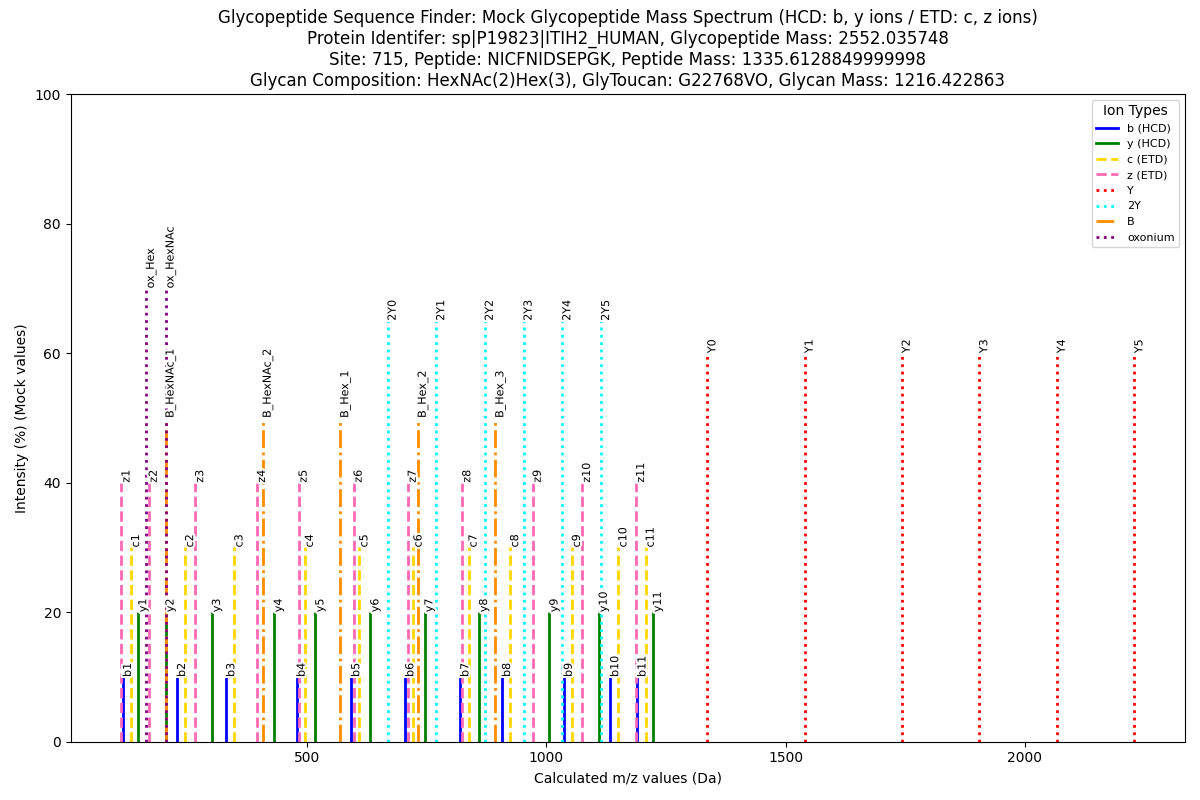 Glycopeptide Sequence Finder: Mock Glycopeptide Mass Spectrum (HCD: b, y ions / ETD: c, z ions)
Protein Identifer: sp|P19823|ITIH2_HUMAN, Glycopeptide Mass: 2552.035748
Site: 715, Peptide: NICFNIDSEPGK, Peptide Mass: 1335.6128849999998
Glycan Composition: HexNAc(2)Hex(3), GlyToucan: G22768VO, Glycan Mass: 1216.422863
Intensity (%) (Mock values)
100
80
60
40
20
0
Ion Types
b (HCD)
y (HCD)
c (ETD)
z (ETD)
Y
2Y
B
oxonium
ox_Hex
ox_HexNAc
2Y0
2Y1
2Y2
2Y3
2Y4
2Y5
Y0
Y1
Y2
Y3
Y4
Y5
B_HexNAc_1
B_HexNAc_2
B_Hex_1
B_Hex_2
B_Hex_3
z1
z2
z3
z4
z5
z6
z7
z8
z9
z10
z11
c1
c2
c3
c4
c5
c6
c7
c8
c9
c10
c11
y1
y2
y3
y4
y5
y6
y7
y8
y9
y10
y11
b1
b2
b3
b4
b5
b6
b7
b8
b9
b10
b11
500
1000
1500
2000
Calculated m/z values (Da)